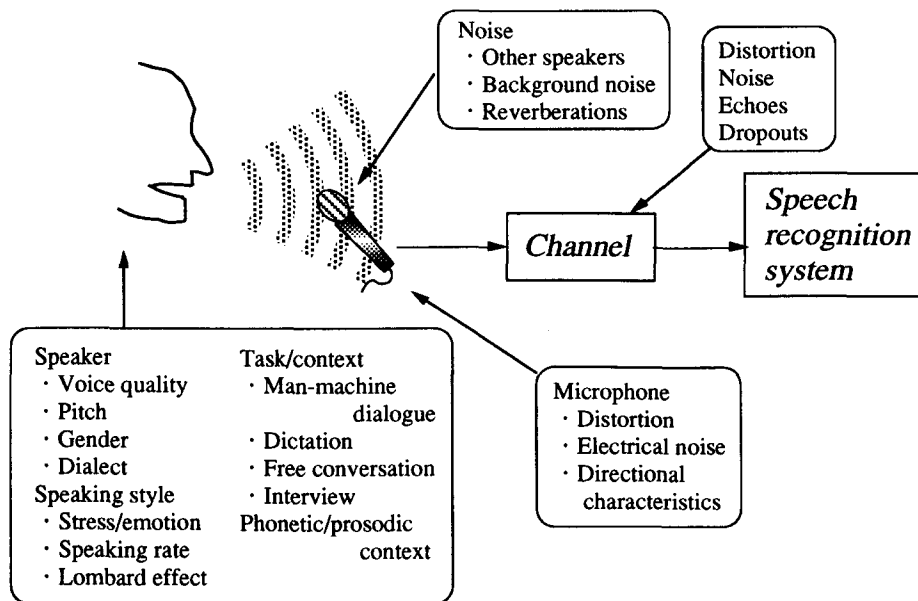 Noise
· Other speakers
· Background noise
· Reverberations
Distortion
Noise
Echoes
Dropouts
Channel
Speech
recognition
system
Speaker
· Voice quality
· Pitch
· Gender
· Dialect
Speaking style
· Stress/emotion
· Speaking rate
· Lombard effect
Task/context
· Man-machine
dialogue
· Dictation
· Free conversation
· Interview
Phonetic/prosodic
context
Microphone
· Distortion
· Electrical noise
· Directional
characteristics